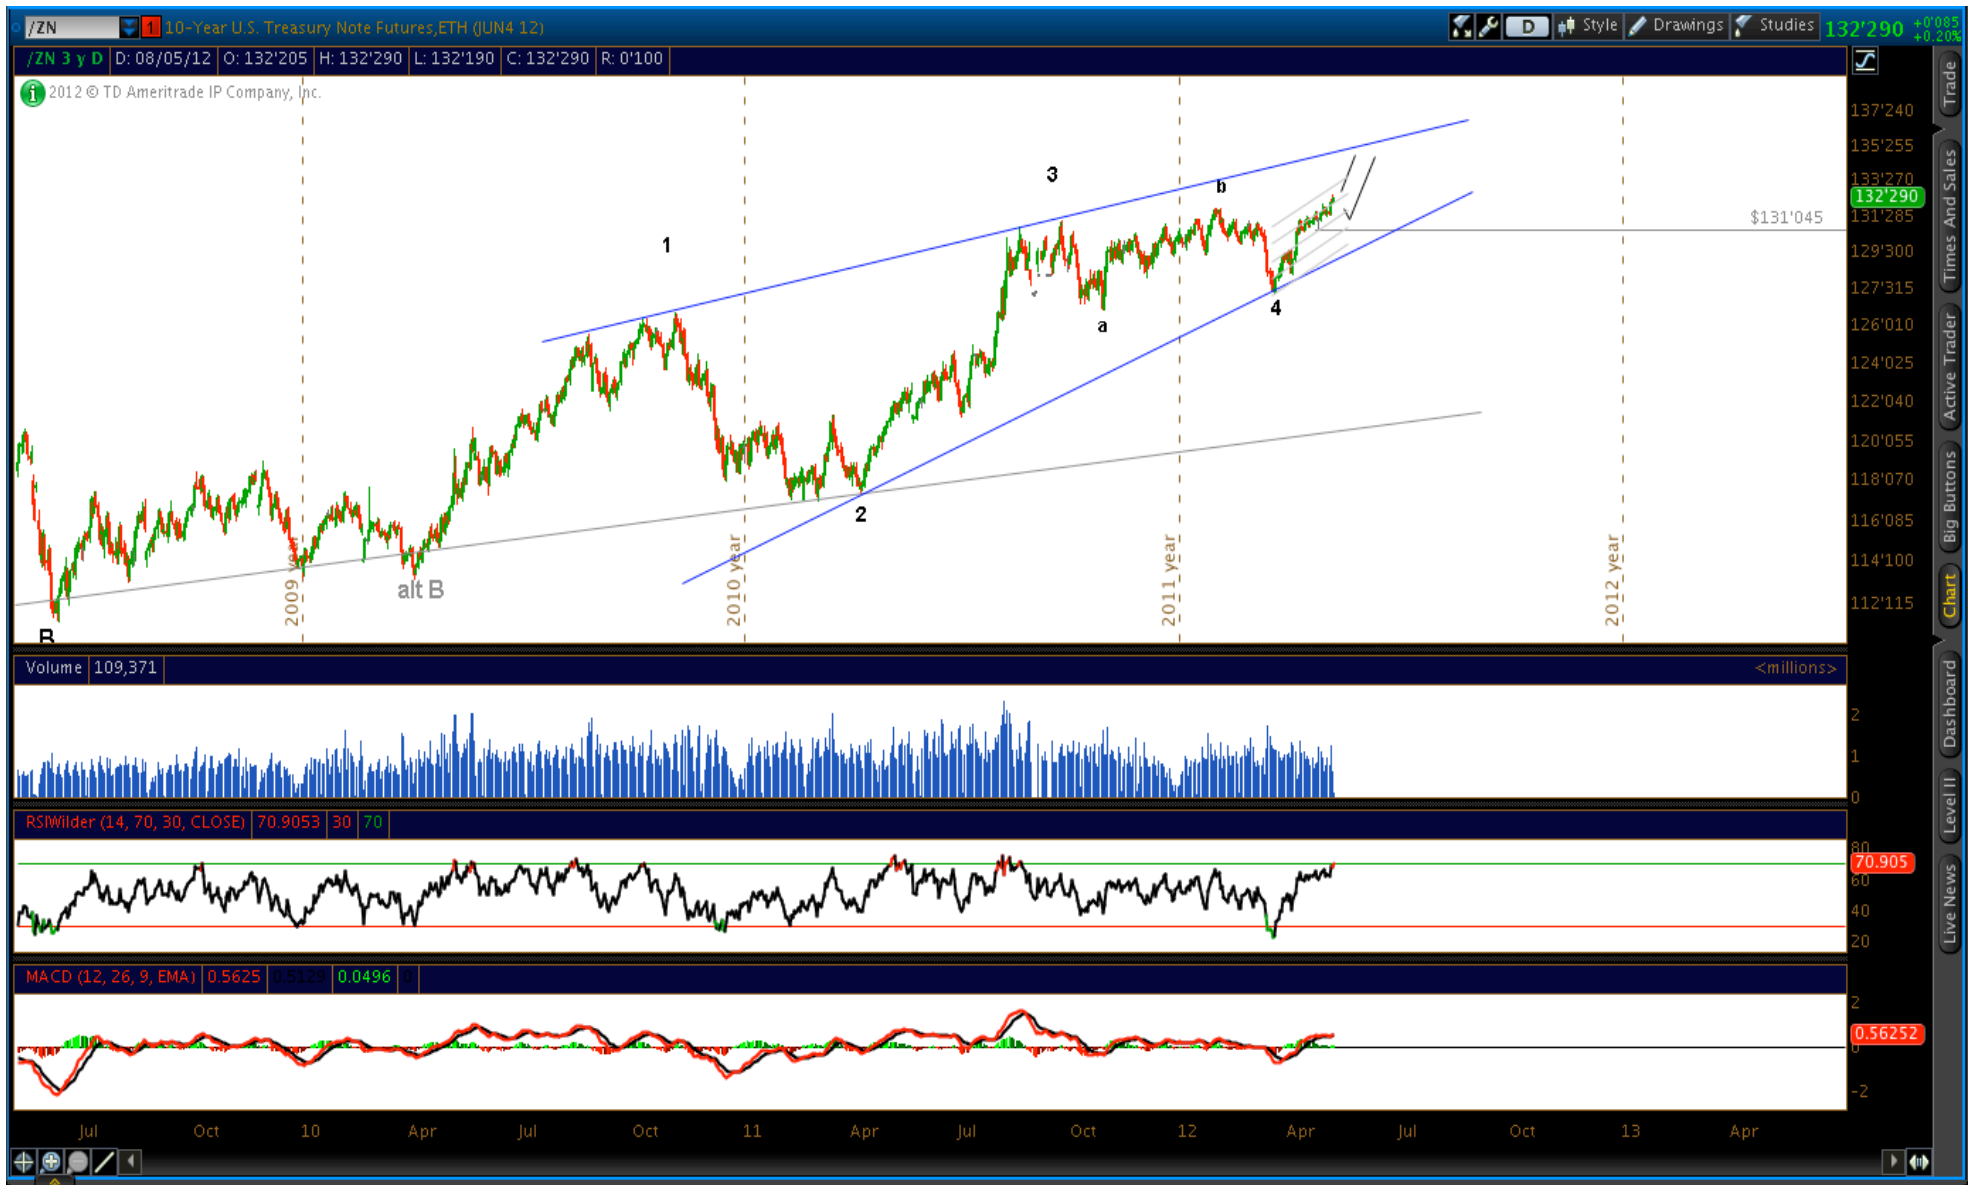 /ZN 1 10-Year U.S. Treasury Note Futures,ETH (JUN4 12) D Style Drawings Studies 132'290 +0'085 +0.20%
/ZN 3 y D D: 08/05/12 O: 132'205 H: 132'290 L: 132'190 C: 132'290 R: 0'100
2012 © TD Ameritrade IP Company, Inc.
137'240
135'255
133'270
132'290
131'285
129'300
127'315
126'010
124'025
122'040
120'055
118'070
116'085
114'100
112'115
$131'045
1
3
b
a
4
2
B
alt B
2009 year
2010 year
2011 year
2012 year
Volume 109,371 <millions>
2
1
0
RSIWilder (14, 70, 30, CLOSE) 70.9053 30 70
80
70.905
60
40
20
MACD (12, 26, 9, EMA) 0.5625 0.5129 0.0496 0
2
0.56252
0
-2
Jul Oct 10 Apr Jul Oct 11 Apr Jul Oct 12 Apr Jul Oct 13 Apr
Trade
Times And Sales
Active Trader
Big Buttons
Chart
Dashboard
Level II
Live News